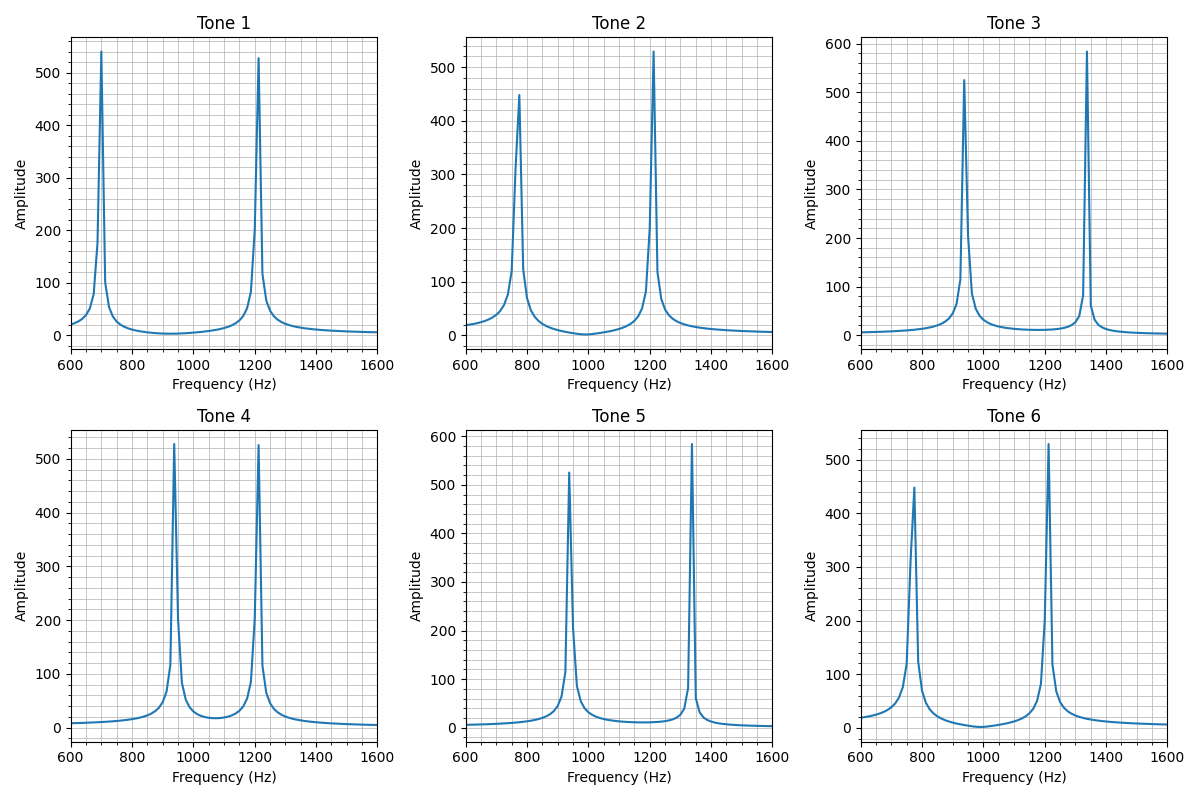 Tone 1 Tone 2 Tone 3
Amplitude Amplitude Amplitude
500 500 600
400 400 500
300 300 400
200 200 300
100 100 200
0 0 100
0
600 800 1000 1200 1400 1600 600 800 1000 1200 1400 1600 600 800 1000 1200 1400 1600
Frequency (Hz) Frequency (Hz) Frequency (Hz)
Tone 4 Tone 5 Tone 6
Amplitude Amplitude Amplitude
500 600 500
400 500 400
300 400 300
200 300 200
100 200 100
0 100 0
0
600 800 1000 1200 1400 1600 600 800 1000 1200 1400 1600 600 800 1000 1200 1400 1600
Frequency (Hz) Frequency (Hz) Frequency (Hz)